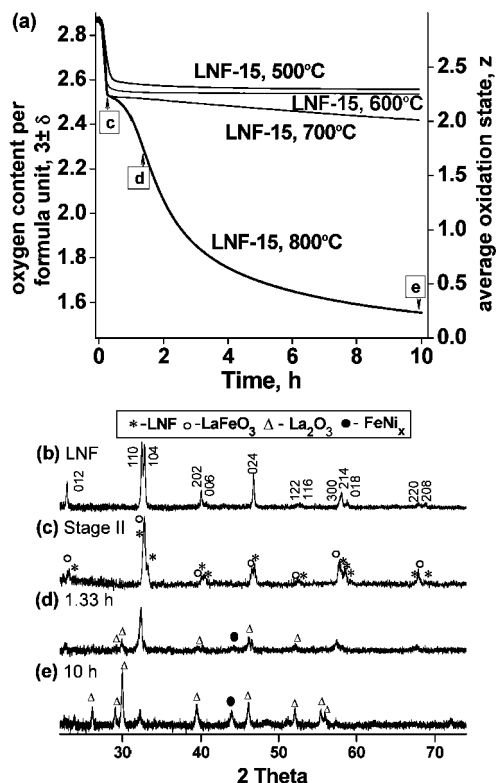 (a)
oxygen content per
formula unit, 3± δ
2.8
2.6
2.4
2.2
2.0
1.8
1.6
LNF-15, 500°C
LNF-15, 600°C
LNF-15, 700°C
LNF-15, 800°C
c
d
e
2.5
2.0
1.5
1.0
0.5
0.0
average oxidation state, z
0
2
4
6
8
10
Time, h
*-LNF o-LaFeO3 Δ - La2O3 ●- FeNix
(b) LNF
012
110
104
202
006
024
122
116
300
214
018
220
208
(c) Stage II
(d) 1.33 h
(e) 10 h
30
40
50
60
70
2 Theta